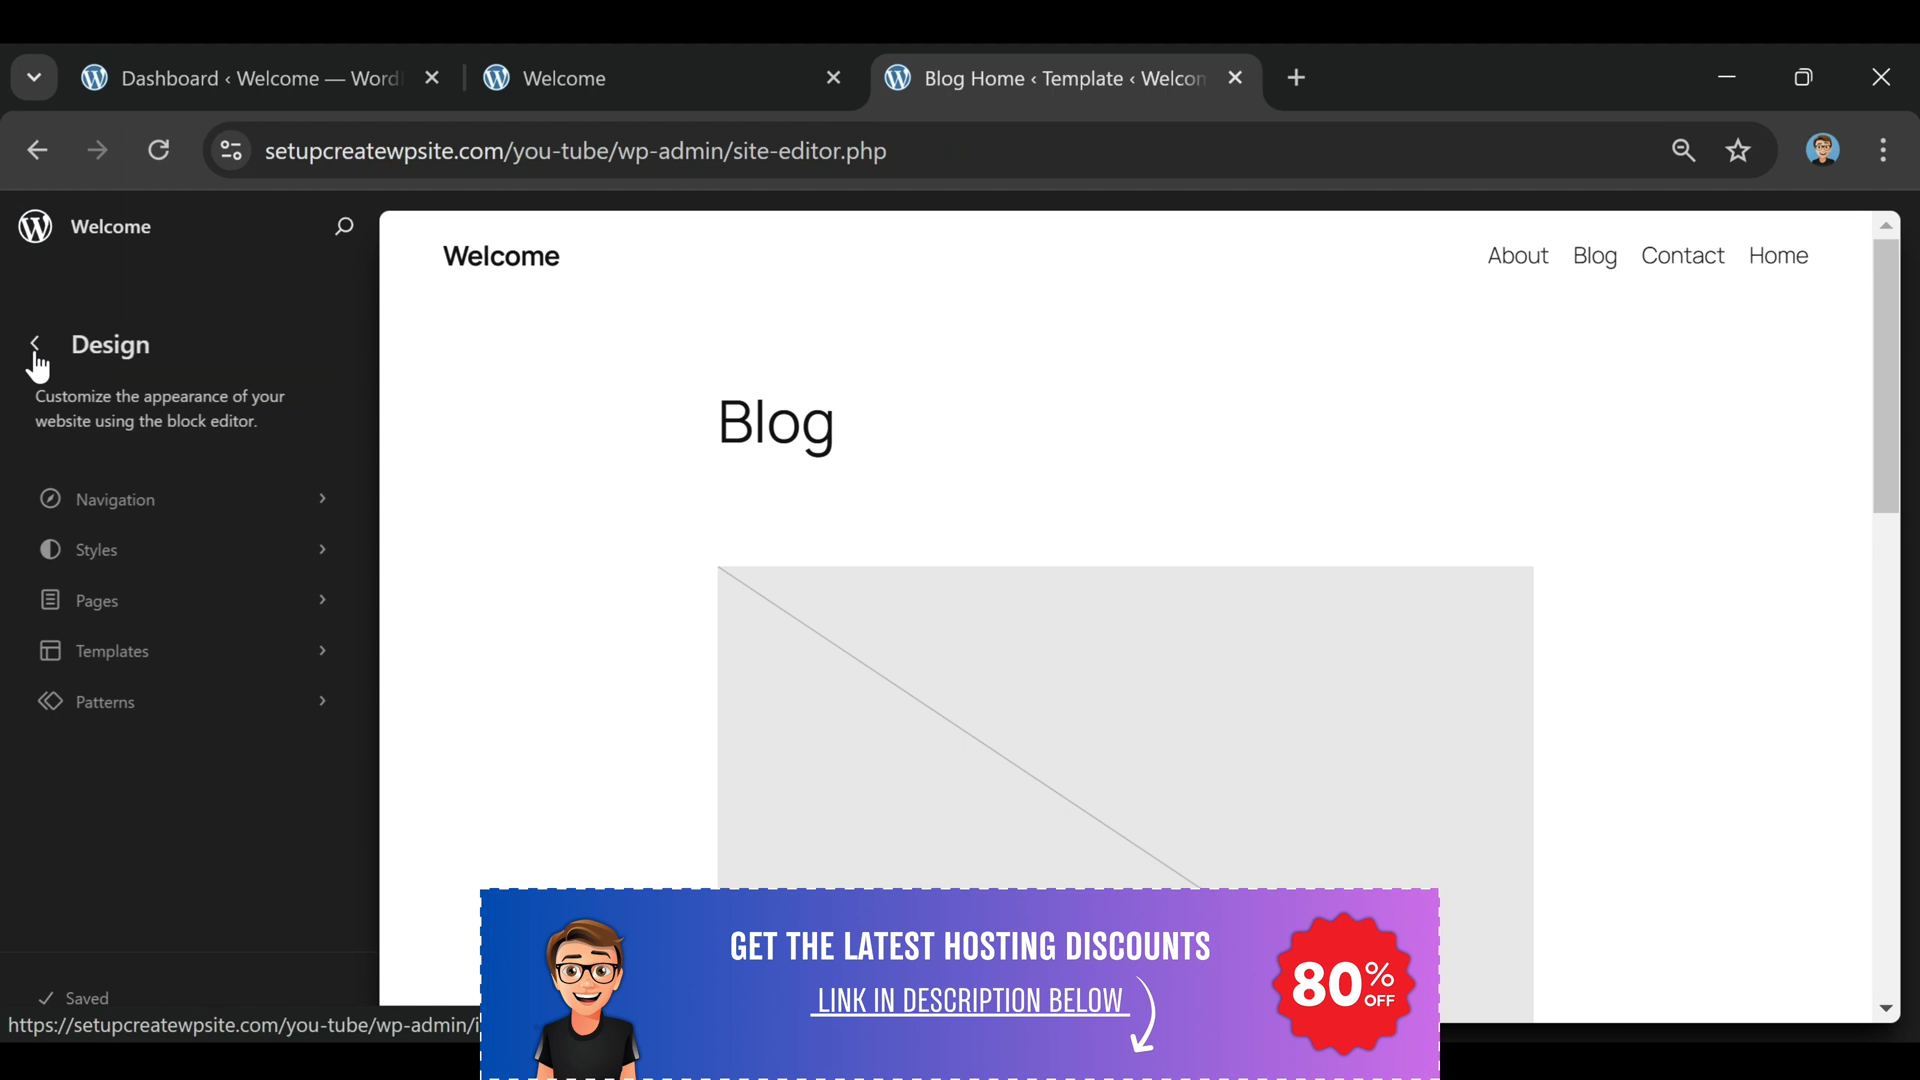 Dashboard ‹ Welcome — Word
Welcome
Blog Home ‹ Template ‹ Welcom
setupcreatewpsite.com/you-tube/wp-admin/site-editor.php
Welcome
Welcome
About Blog Contact Home
Design
Customize the appearance of your
website using the block editor.
Blog
Navigation
Styles
Pages
Templates
Patterns
Saved
https://setupcreatewpsite.com/you-tube/wp-admin/i
GET THE LATEST HOSTING DISCOUNTS
LINK IN DESCRIPTION BELOW
80%
OFF